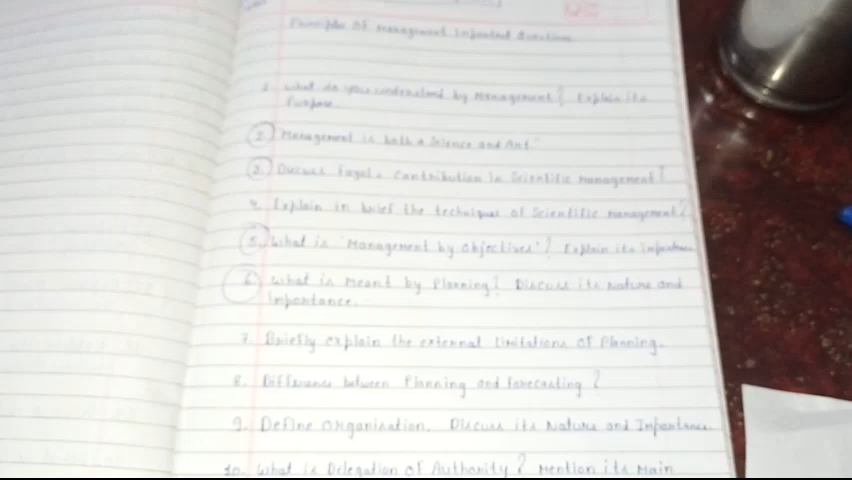 Principles Of Management Important Questions
1. What do you understand by Management? Explain its
Purpose.
2. Management is both a Science and Art."
3. Discuss Fayol's Contribution in Scientific management?
4. Explain in brief the techniques of Scientific management?
5. What is "Management by Objectives"? Explain its importance
6. What is meant by Planning? Discuss its Nature and
Importance.
7. Briefly explain the external limitations of Planning.
8. Difference between Planning and Forecasting?
9. Define Organisation. Discuss its Nature and Importance.
10. What is Delegation of Authority? Mention its Main